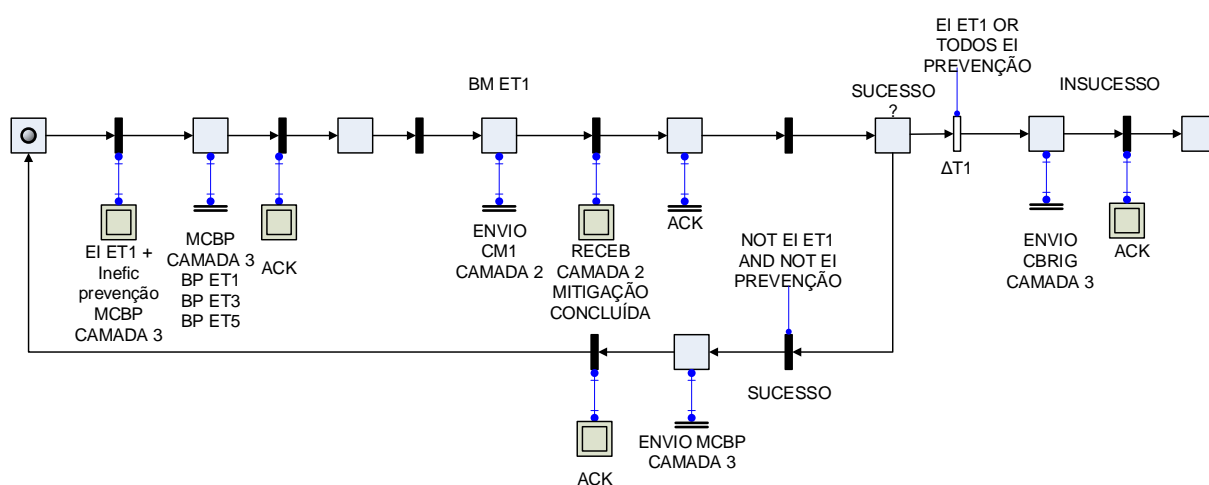 EI ET1 OR
TODOS EI
PREVENÇÃO
BM ET1
SUCESSO
?
INSUCESSO
ΔT1
EI ET1 +
Inefic
prevenção
MCBP
CAMADA 3
MCBP
CAMADA 3
BP ET1
BP ET3
BP ET5
ACK
ENVIO
CM1
CAMADA 2
RECEB
CAMADA 2
MITIGAÇÃO
CONCLUÍDA
ACK
NOT EI ET1
AND NOT EI
PREVENÇÃO
ENVIO
CBRIG
CAMADA 3
ACK
SUCESSO
ACK
ENVIO MCBP
CAMADA 3